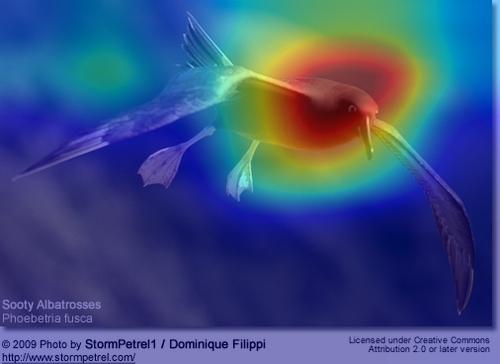 Sooty Albatrosses
Phoebetria fusca
© 2009 Photo by StormPetrel1 / Dominique Filippi
http://www.stormpetrel.com/
Licensed under Creative Commons
Attribution 2.0 or later version